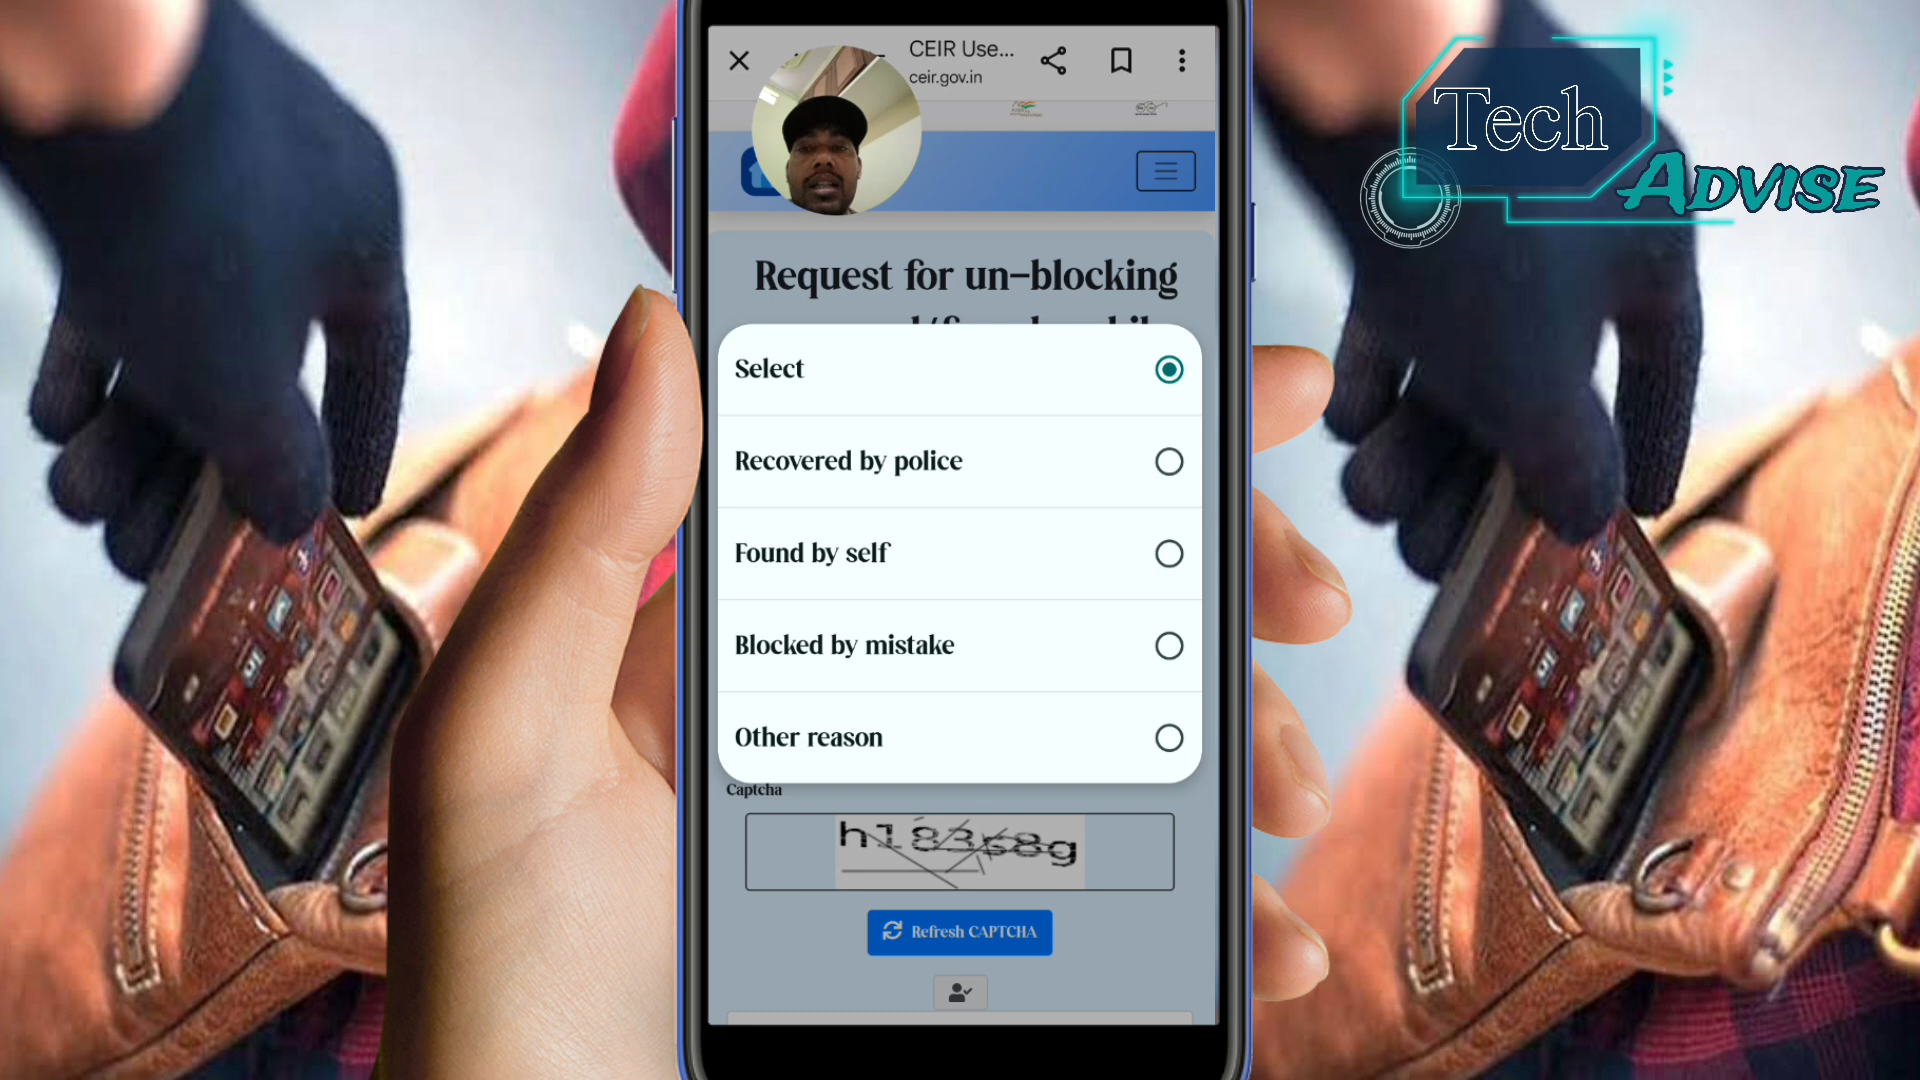 CEIR Use...
ceir.gov.in
Tech
ADVISE
Request for un-blocking
Select
Recovered by police
Found by self
Blocked by mistake
Other reason
Captcha
Refresh CAPTCHA